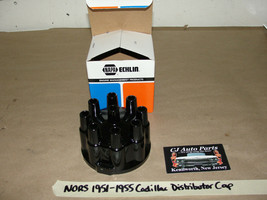 NAPA
ECHLIN
CJ Auto Parts
Kenilworth, New Jersey
NORS 1951-1955 Cadillac Distributor Cap